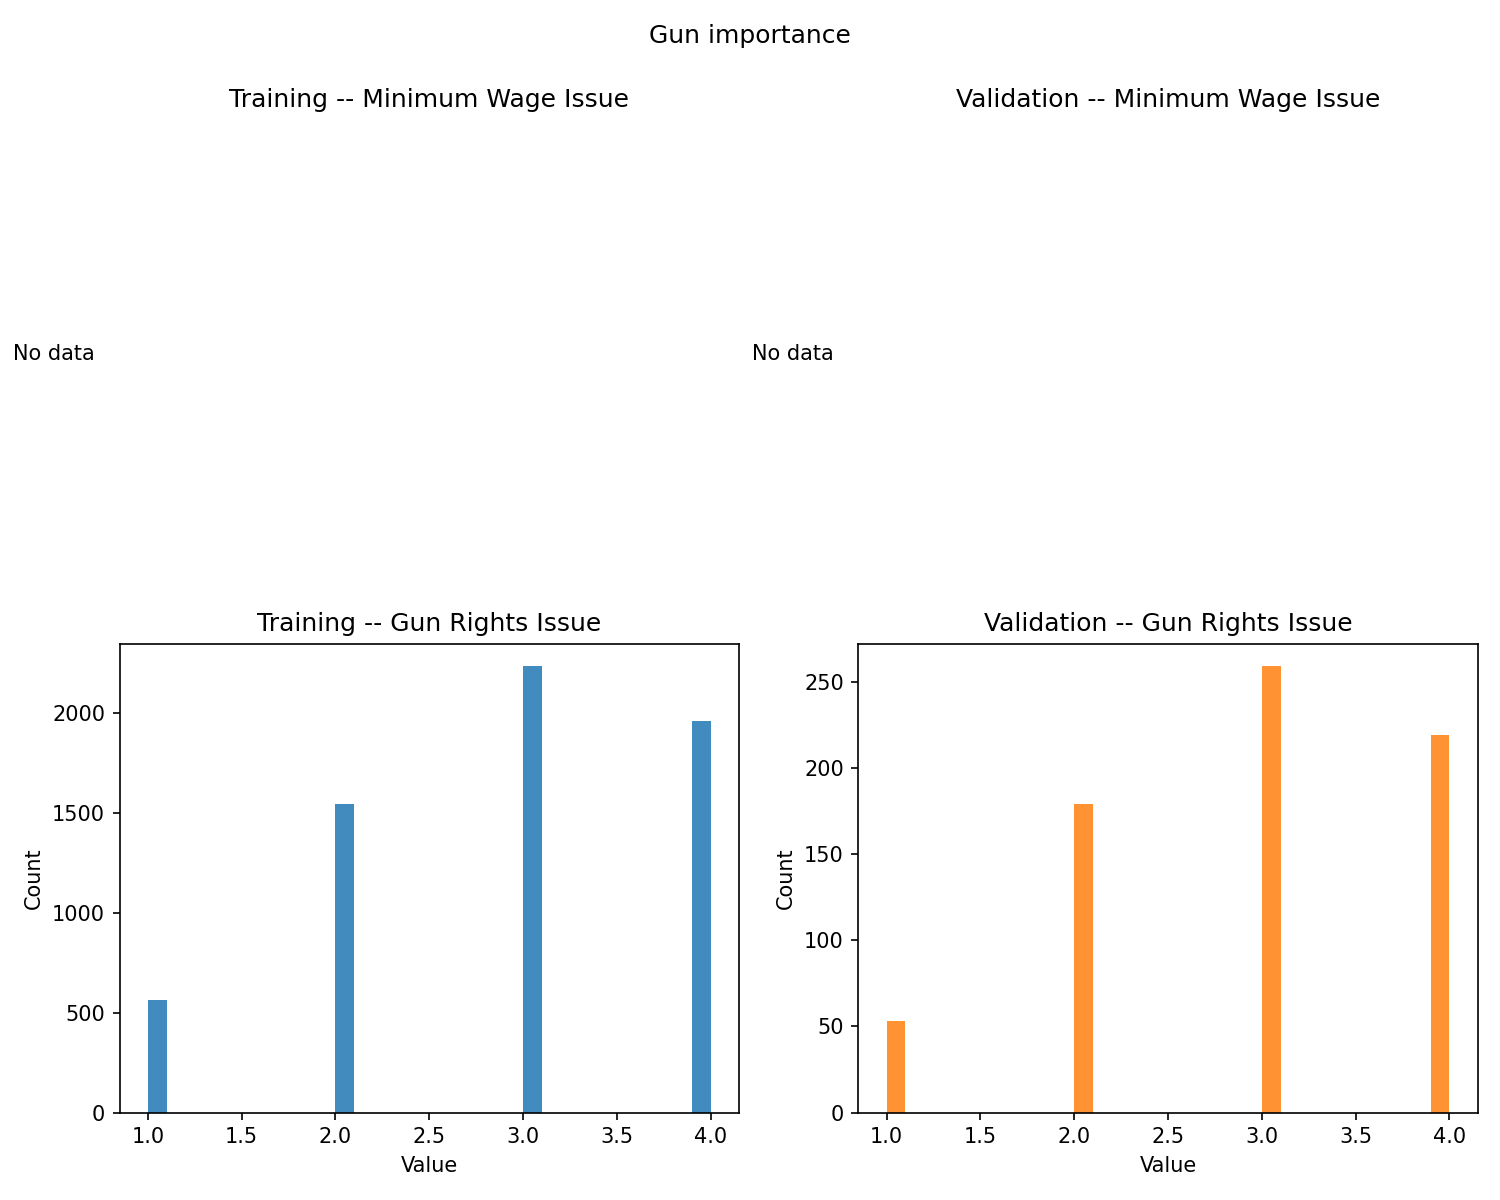 Gun importance
Training -- Minimum Wage Issue
No data
Validation -- Minimum Wage Issue
No data
Training -- Gun Rights Issue
Count
2000
1500
1000
500
0
1.0 1.5 2.0 2.5 3.0 3.5 4.0
Value
Validation -- Gun Rights Issue
Count
250
200
150
100
50
0
1.0 1.5 2.0 2.5 3.0 3.5 4.0
Value